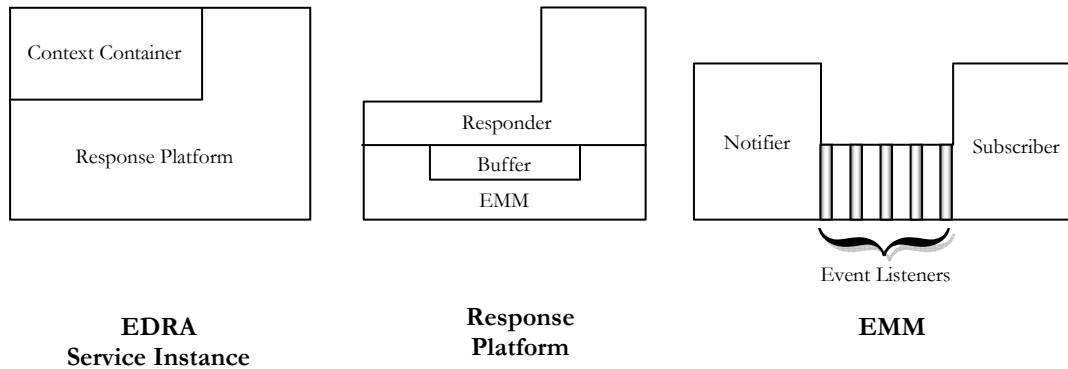 Context Container
Response Platform
EDRA
Service Instance
Responder
Buffer
EMM
Response
Platform
Notifier
Subscriber
Event Listeners
EMM